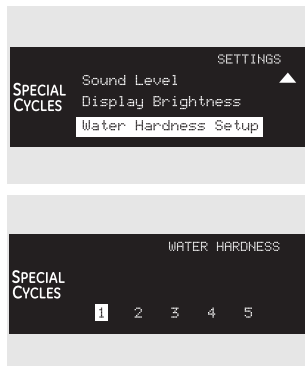 SETTINGS
Sound Level
SPECIAL
CYCLES
Display Brightness
Water Hardness Setup
WATER HARDNESS
SPECIAL
CYCLES
1 2 3 4 5